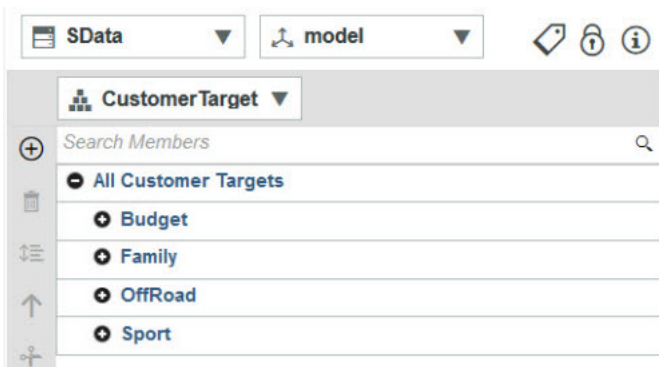 SData model
CustomerTarget
Search Members
All Customer Targets
Budget
Family
OffRoad
Sport